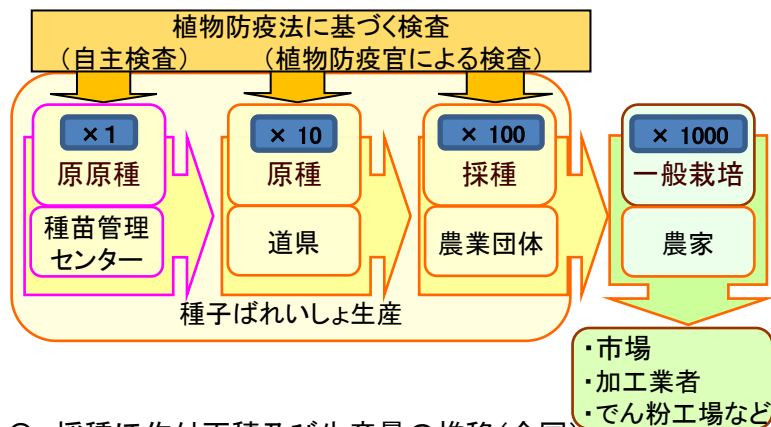 植物防疫法に基づく検査
（自主検査）　（植物防疫官による検査）
×1
×10
×100
×1000
原原種
原種
採種
一般栽培
種苗管理
センター
道県
農業団体
農家
種子ばれいしょ生産
・市場
・加工業者
・でん粉工場など